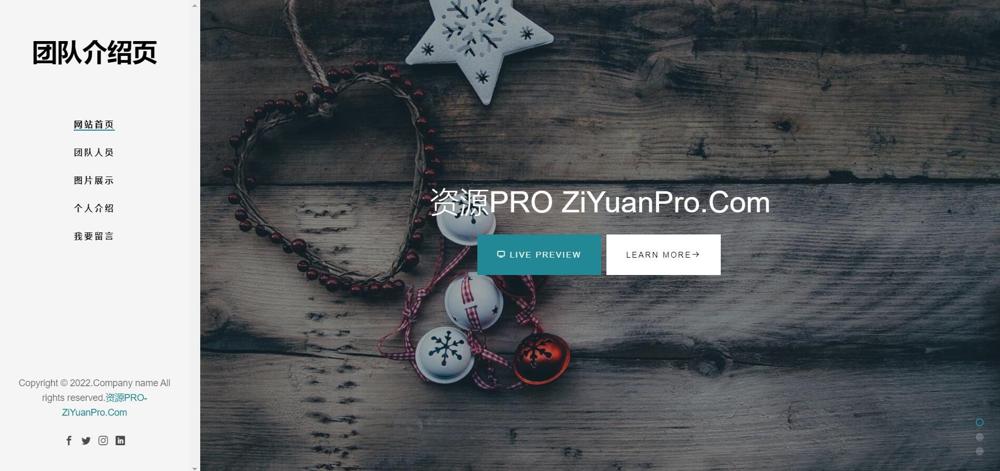 团队介绍页
网站首页
团队人员
图片展示
个人介绍
我要留言
Copyright © 2022.Company name All
rights reserved.资源PRO-
ZiYuanPro.Com
资源PRO ZiYuanPro.Com
LIVE PREVIEW
LEARN MORE→